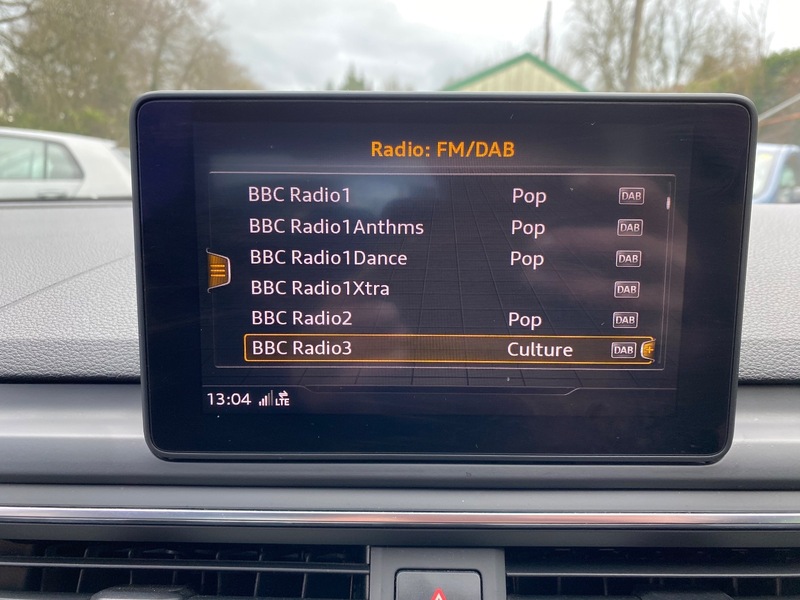 Radio: FM/DAB
BBC Radio1 Pop DAB
BBC Radio1Anthms Pop DAB
BBC Radio1Dance Pop DAB
BBC Radio1Xtra DAB
BBC Radio2 Pop DAB
BBC Radio3 Culture DAB
13:04 LTE